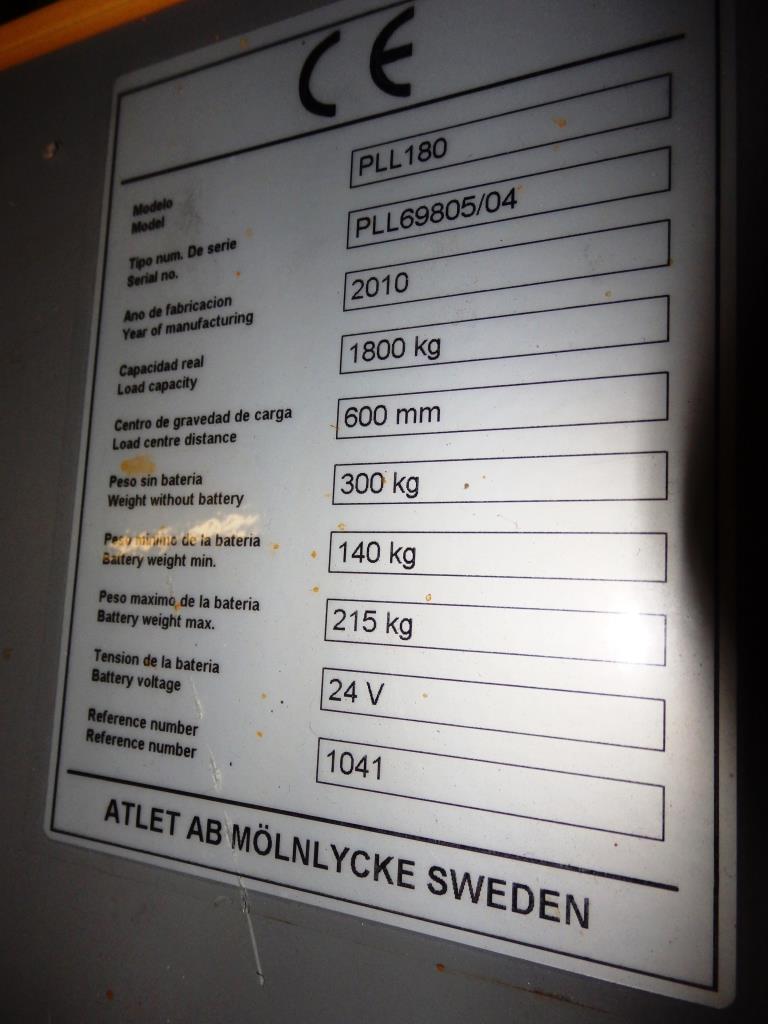 CE
Modelo
Model
PLL180
Tipo num. De serie
Serial no.
PLL69805/04
Ano de fabricacion
Year of manufacturing
2010
Capacidad real
Load capacity
1800 kg
Centro de gravedad de carga
Load centre distance
600 mm
Peso sin bateria
Weight without battery
300 kg
Peso minimo de la bateria
Battery weight min.
140 kg
Peso maximo de la bateria
Battery weight max.
215 kg
Tension de la bateria
Battery voltage
24 V
Reference number
Reference number
1041
ATLET AB MÖLNLYCKE SWEDEN